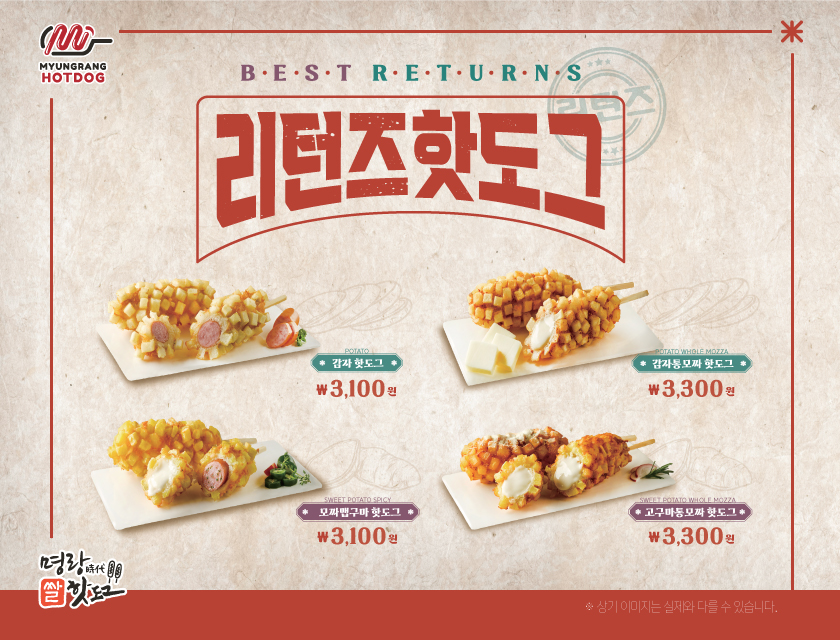 MYUNGRANG
HOTDOG
B·E·S·T R·E·T·U·R·N·S
리턴즈
리턴즈핫도그
POTATO
감자 핫도그
₩3,100원
POTATO WHOLE MOZZA
감자통모짜 핫도그
₩3,300원
SWEET POTATO SPICY
모짜맵구마 핫도그
₩3,100원
SWEET POTATO WHOLE MOZZA
고구마통모짜 핫도그
₩3,300원
명랑時代
쌀핫도그
※ 상기 이미지는 실제와 다를 수 있습니다.